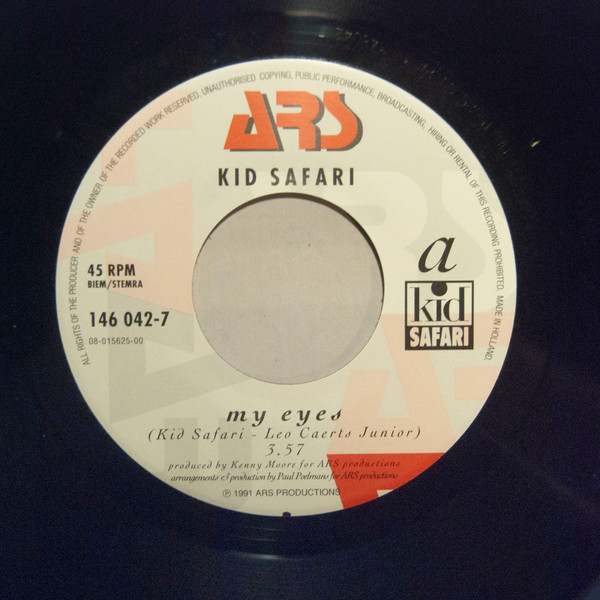 ALL RIGHTS OF THE PRODUCER AND OF THE OWNER OF THE RECORDED WORK RESERVED. UNAUTHORISED COPYING, PUBLIC PERFORMANCE, BROADCASTING, HIRING OR RENTAL OF THIS RECORDING PROHIBITED. MADE IN HOLLAND.
ARS
KID SAFARI
45 RPM
BIEM/STEMRA
146 042-7
08-015625-00
a
kid
SAFARI
my eyes
(Kid Safari - Leo Caerts Junior)
3.57
produced by Kenny Moore for ARS productions
arrangements & production by Paul Poelmans for ARS productions
℗ 1991 ARS PRODUCTIONS